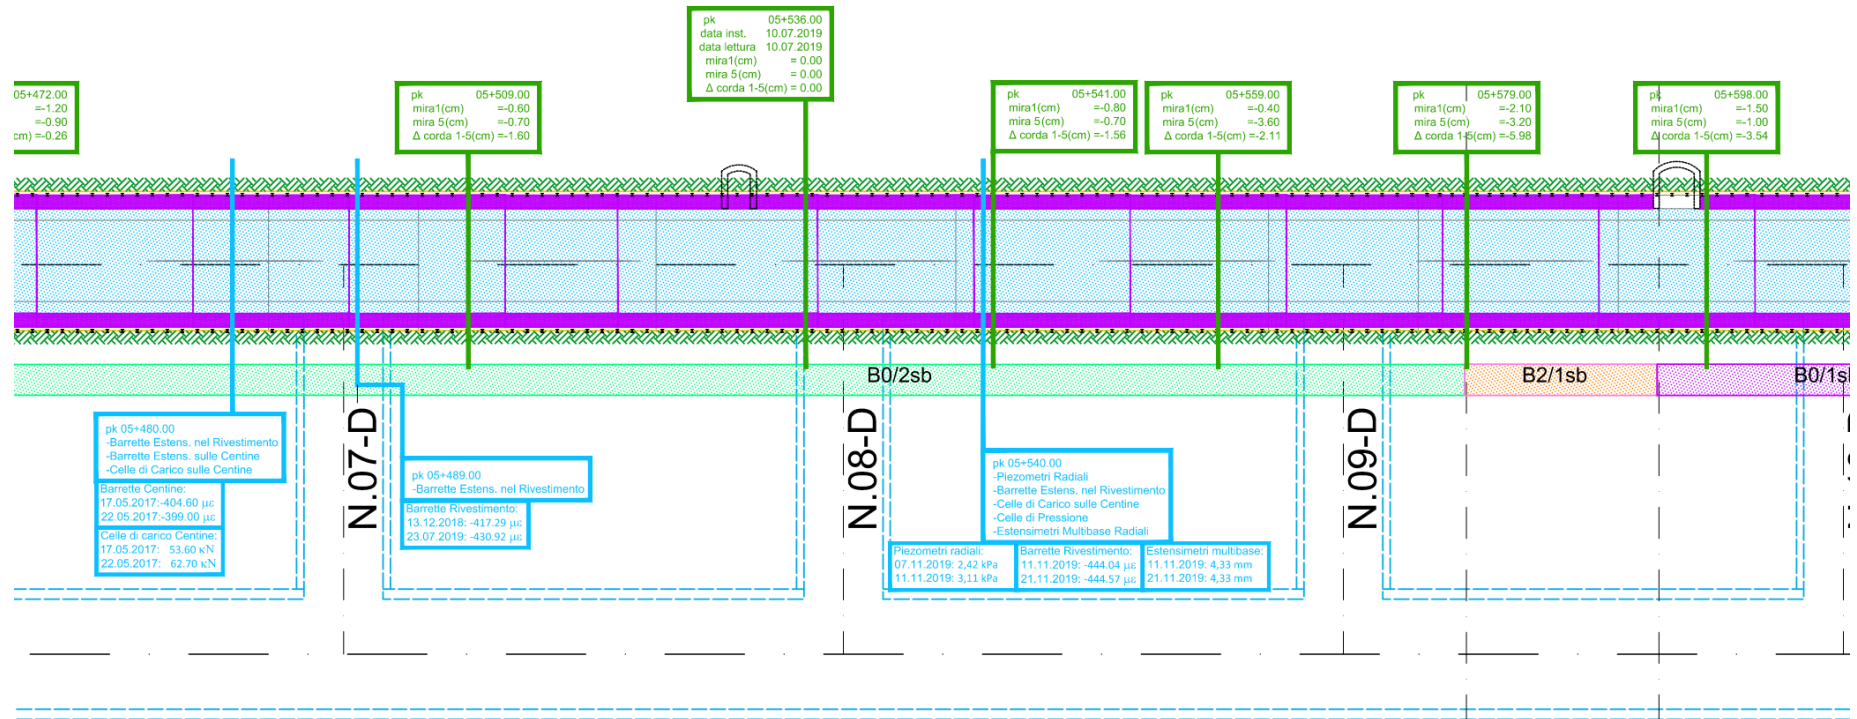 pk 05+536.00
data inst. 10.07.2019
data lettura 10.07.2019
mira1(cm) = 0.00
mira 5(cm) = 0.00
Δ corda 1-5(cm) = 0.00
05+472.00
=-1.20
=-0.90
cm) =-0.26
pk 05+509.00
mira1(cm) =-0.60
mira 5(cm) =-0.70
Δ corda 1-5(cm) =-1.60
pk 05+541.00
mira1(cm) =-0.80
mira 5(cm) =-0.70
Δ corda 1-5(cm) =-1.56
pk 05+559.00
mira1(cm) =-0.40
mira 5(cm) =-3.60
Δ corda 1-5(cm) =-2.11
pk 05+579.00
mira1(cm) =-2.10
mira 5(cm) =-3.20
Δ corda 1-5(cm) =-5.98
pk 05+598.00
mira1(cm) =-1.50
mira 5(cm) =-1.00
Δ corda 1-5(cm) =-3.54
B0/2sb
B2/1sb
B0/1s
pk 05+480.00
-Barrette Estens. nel Rivestimento
-Barrette Estens. sulle Centine
-Celle di Carico sulle Centine
Barrette Centine:
17.05.2017:-404.60 με
22.05.2017:-399.00 με
Celle di carico Centine:
17.05.2017: 53.60 κN
22.05.2017: 62.70 κN
N.07-D
pk 05+489.00
-Barrette Estens. nel Rivestimento
Barrette Rivestimento:
13.12.2018: -417.29 με
23.07.2019: -430.92 με
N.08-D
pk 05+540.00
-Piezometri Radiali
-Barrette Estens. nel Rivestimento
-Celle di Carico sulle Centine
-Celle di Pressione
-Estensimetri Multibase Radiali
Piezometri radiali:
07.11.2019: 2,42 kPa
11.11.2019: 3,11 kPa
Barrette Rivestimento:
11.11.2019: -444.04 με
21.11.2019: -444.57 με
Estensimetri multibase:
11.11.2019: 4,33 mm
21.11.2019: 4,33 mm
N.09-D